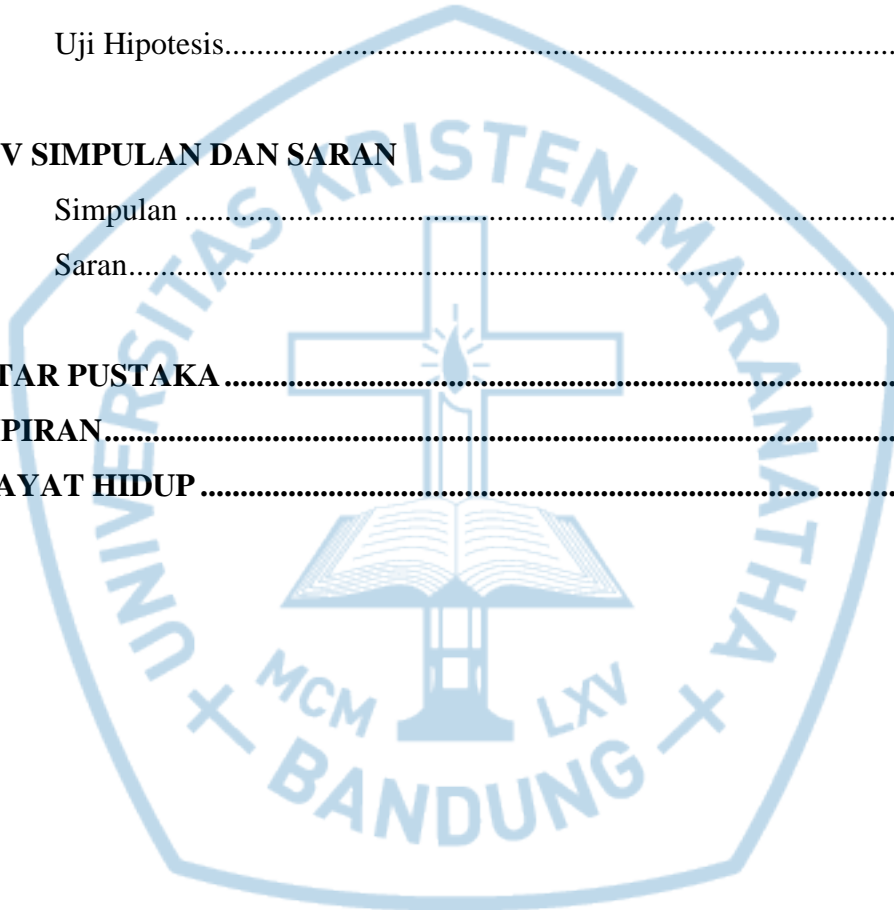 Uji Hipotesis............................................................................................
V SIMPULAN DAN SARAN
Simpulan ................................................................................................
Saran.......................................................................................................
TAR PUSTAKA ..........................................................................................
PIRAN.........................................................................................................
AYAT HIDUP .............................................................................................
UNIVERSITAS KRISTEN MARANATHA
MCM LXV
BANDUNG